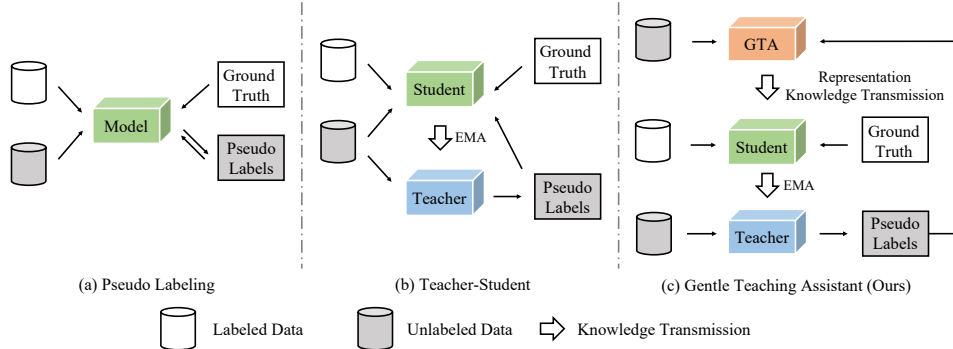 Ground
Truth
Model
Pseudo
Labels
(a) Pseudo Labeling
Student
Ground
Truth
EMA
Teacher
Pseudo
Labels
(b) Teacher-Student
GTA
Representation
Knowledge Transmission
Student
Ground
Truth
EMA
Teacher
Pseudo
Labels
(c) Gentle Teaching Assistant (Ours)
Labeled Data
Unlabeled Data
Knowledge Transmission